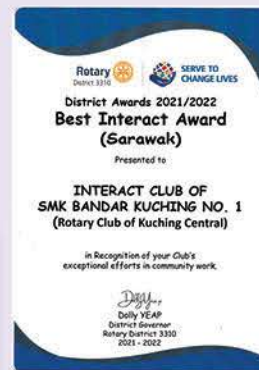 Rotary
District 3310
SERVE TO
CHANGE LIVES
District Awards 2021/2022
Best Interact Award
(Sarawak)
Presented to
INTERACT CLUB OF
SMK BANDAR KUCHING NO. 1
(Rotary Club of Kuching Central)
in Recognition of your Club's
exceptional efforts in community work.
Dolly YEAP
District Governor
Rotary District 3310
2021 - 2022